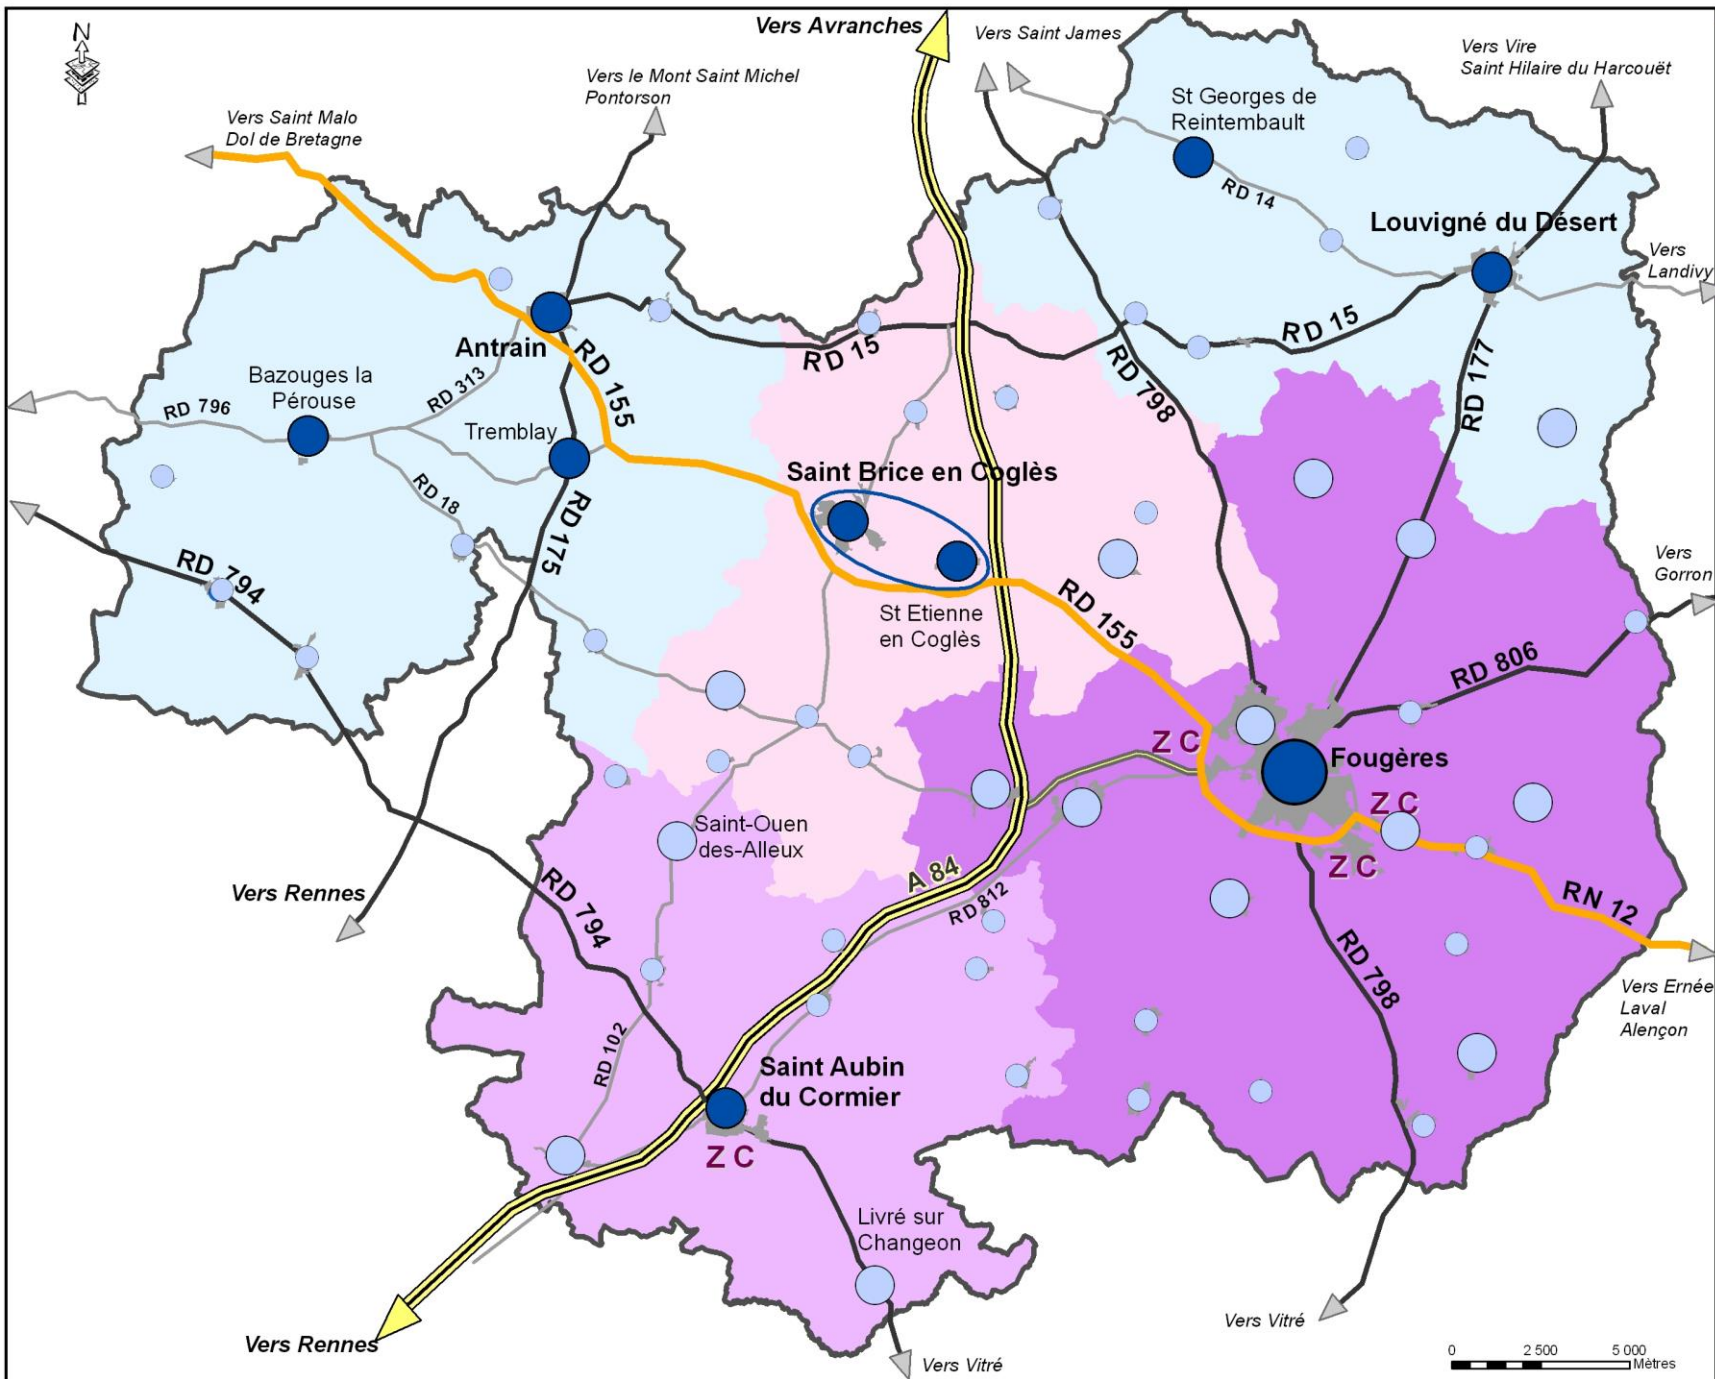 Vers Avranches
Vers Saint James
Vers Vire
Saint Hilaire du Harcouët
N
Vers le Mont Saint Michel
Pontorson
Vers Saint Malo
Dol de Bretagne
St Georges de
Reintembault
RD 14
Louvigné du Désert
Vers
Landivy
Antrain
RD 155
RD 15
RD 15
RD 798
RD 177
Bazouges la
Pérouse
RD 313
RD 796
Tremblay
RD 18
RD 175
Saint Brice en Coglès
RD 794
St Etienne
en Coglès
RD 155
Vers
Gorron
RD 806
Z C
Fougères
Z C
Z C
Saint-Ouen
des-Alleux
A 84
RD 812
RN 12
Vers Rennes
RD 794
RD 798
Vers Ernée
Laval
Alençon
RD 102
Saint Aubin
du Cormier
Z C
Livré sur
Changeon
Vers Rennes
Vers Vitré
Vers Vitré
0 2 500 5 000
Mètres